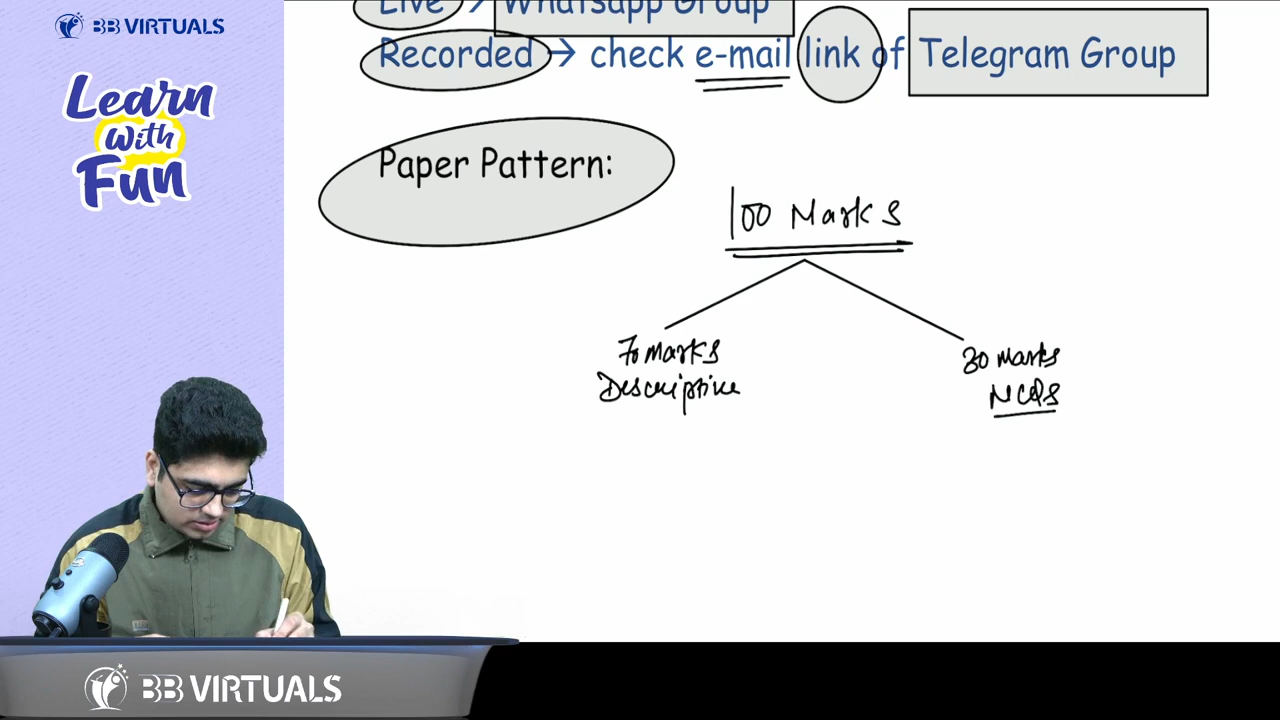 BB VIRTUALS
Learn
With
Fun
Live → Whatsapp Group
Recorded → check e-mail link of Telegram Group
Paper Pattern:
100 Marks
70 Marks
Descriptive
30 Marks
MCQs
BB VIRTUALS